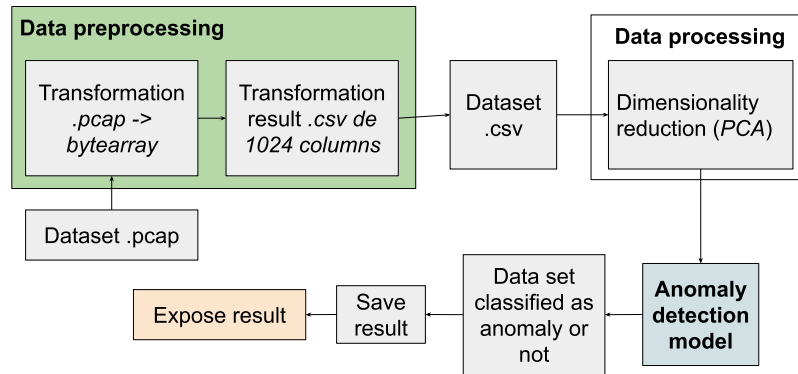 Data preprocessing
Transformation
.pcap ->
bytearray
Transformation
result .csv de
1024 columns
Dataset
.csv
Data processing
Dimensionality
reduction (PCA)
Dataset .pcap
Expose result
Save
result
Data set
classified as
anomaly or
not
Anomaly
detection
model